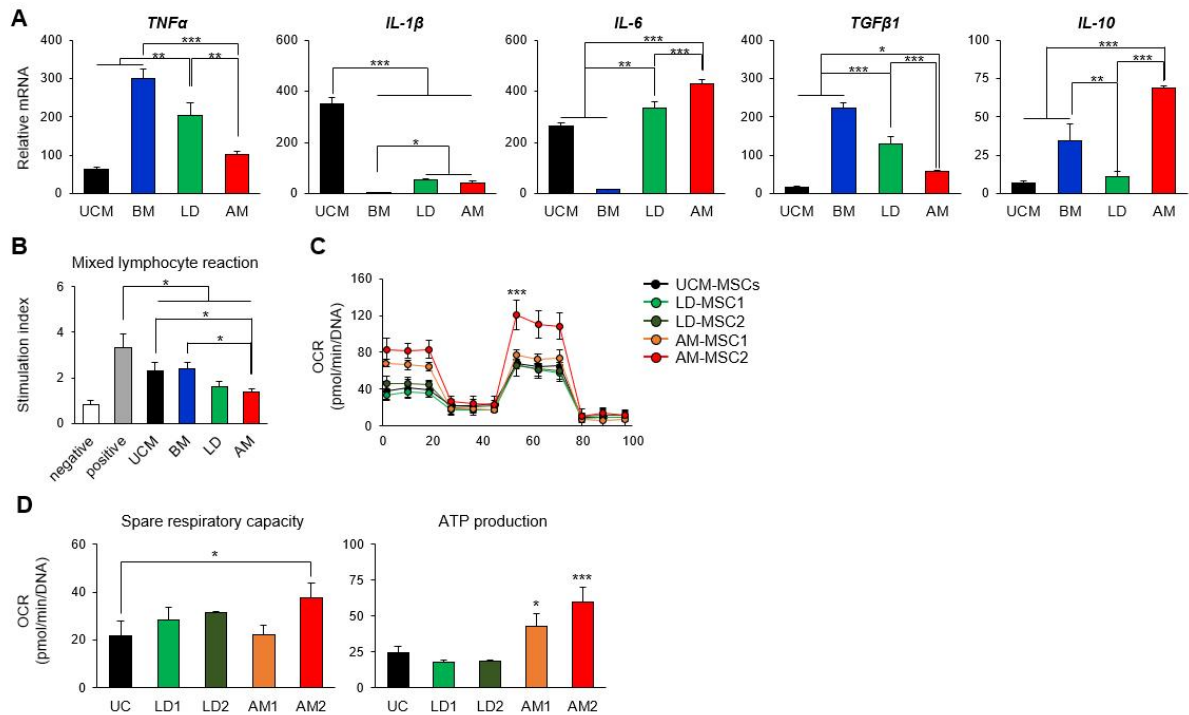 A
TNFα
IL-1β
IL-6
TGFβ1
IL-10
Relative mRNA
400
300
200
100
0
***
**
**
UCM BM LD AM
600
400
200
0
***
*
UCM BM LD AM
600
400
200
0
***
***
**
UCM BM LD AM
400
300
200
100
0
*
***
***
UCM BM LD AM
100
75
50
25
0
***
***
**
UCM BM LD AM
B
Mixed lymphocyte reaction
Stimulation index
6
4
2
0
*
*
*
negative positive UCM BM LD AM
C
OCR
(pmol/min/DNA)
160
120
80
40
0
***
0 20 40 60 80 100
UCM-MSCs
LD-MSC1
LD-MSC2
AM-MSC1
AM-MSC2
D
Spare respiratory capacity
OCR
(pmol/min/DNA)
60
40
20
0
*
UC LD1 LD2 AM1 AM2
ATP production
100
75
50
25
0
*
***
UC LD1 LD2 AM1 AM2